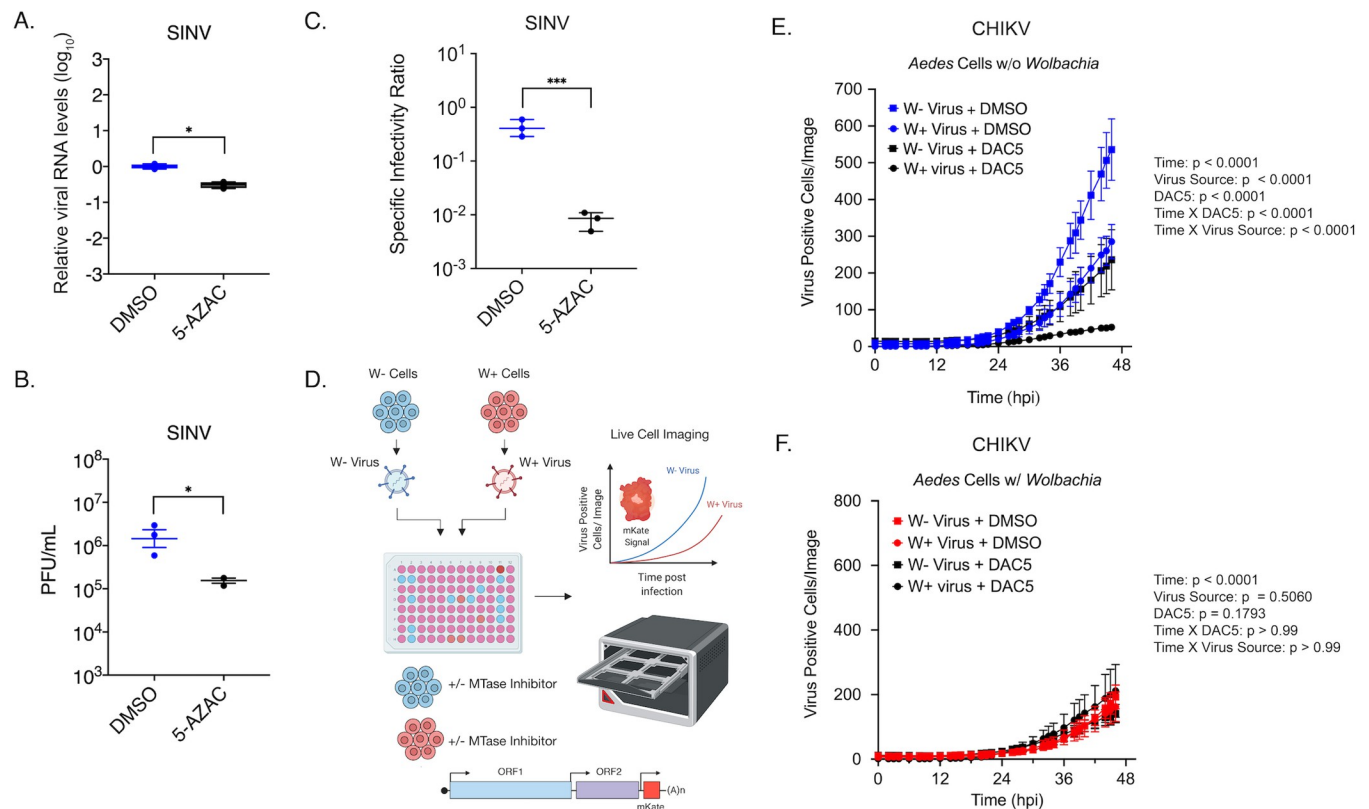 A.
SINV
Relative viral RNA levels (log10)
3
2
1
0
-1
-2
-3
*
DMSO
5-AZAC
B.
SINV
PFU/mL
10^8
10^7
10^6
10^5
10^4
10^3
*
DMSO
5-AZAC
C.
SINV
Specific Infectivity Ratio
10^1
10^0
10^-1
10^-2
10^-3
***
DMSO
5-AZAC
D.
W- Cells
W+ Cells
W- Virus
W+ Virus
+/- MTase Inhibitor
+/- MTase Inhibitor
Live Cell Imaging
Virus Positive
Cells/ Image
W- Virus
W+ Virus
mKate
Signal
Time post
infection
ORF1
ORF2
(A)n
mKate
E.
CHIKV
Aedes Cells w/o Wolbachia
Virus Positive Cells/Image
700
600
500
400
300
200
100
0
W- Virus + DMSO
W+ Virus + DMSO
W- Virus + DAC5
W+ virus + DAC5
0 12 24 36 48
Time (hpi)
Time: p < 0.0001
Virus Source: p < 0.0001
DAC5: p < 0.0001
Time X DAC5: p < 0.0001
Time X Virus Source: p < 0.0001
F.
CHIKV
Aedes Cells w/ Wolbachia
Virus Positive Cells/Image
800
600
400
200
0
W- Virus + DMSO
W+ Virus + DMSO
W- Virus + DAC5
W+ virus + DAC5
0 12 24 36 48
Time (hpi)
Time: p < 0.0001
Virus Source: p = 0.5060
DAC5: p = 0.1793
Time X DAC5: p > 0.99
Time X Virus Source: p > 0.99